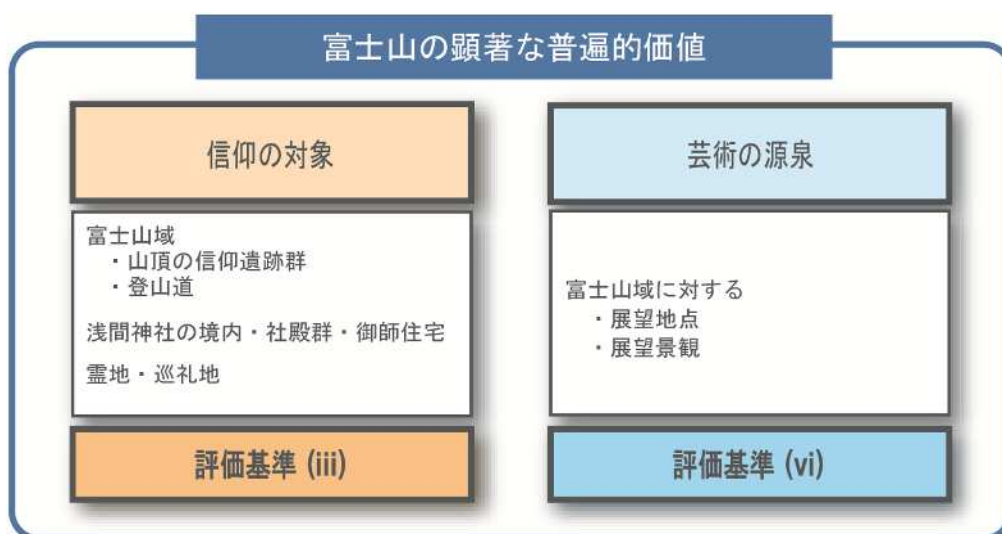 富士山の顕著な普遍的価値
信仰の対象
富士山域
・山頂の信仰遺跡群
・登山道
浅間神社の境内・社殿群・御師住宅
霊地・巡礼地
評価基準 (iii)
芸術の源泉
富士山域に対する
・展望地点
・展望景観
評価基準 (vi)